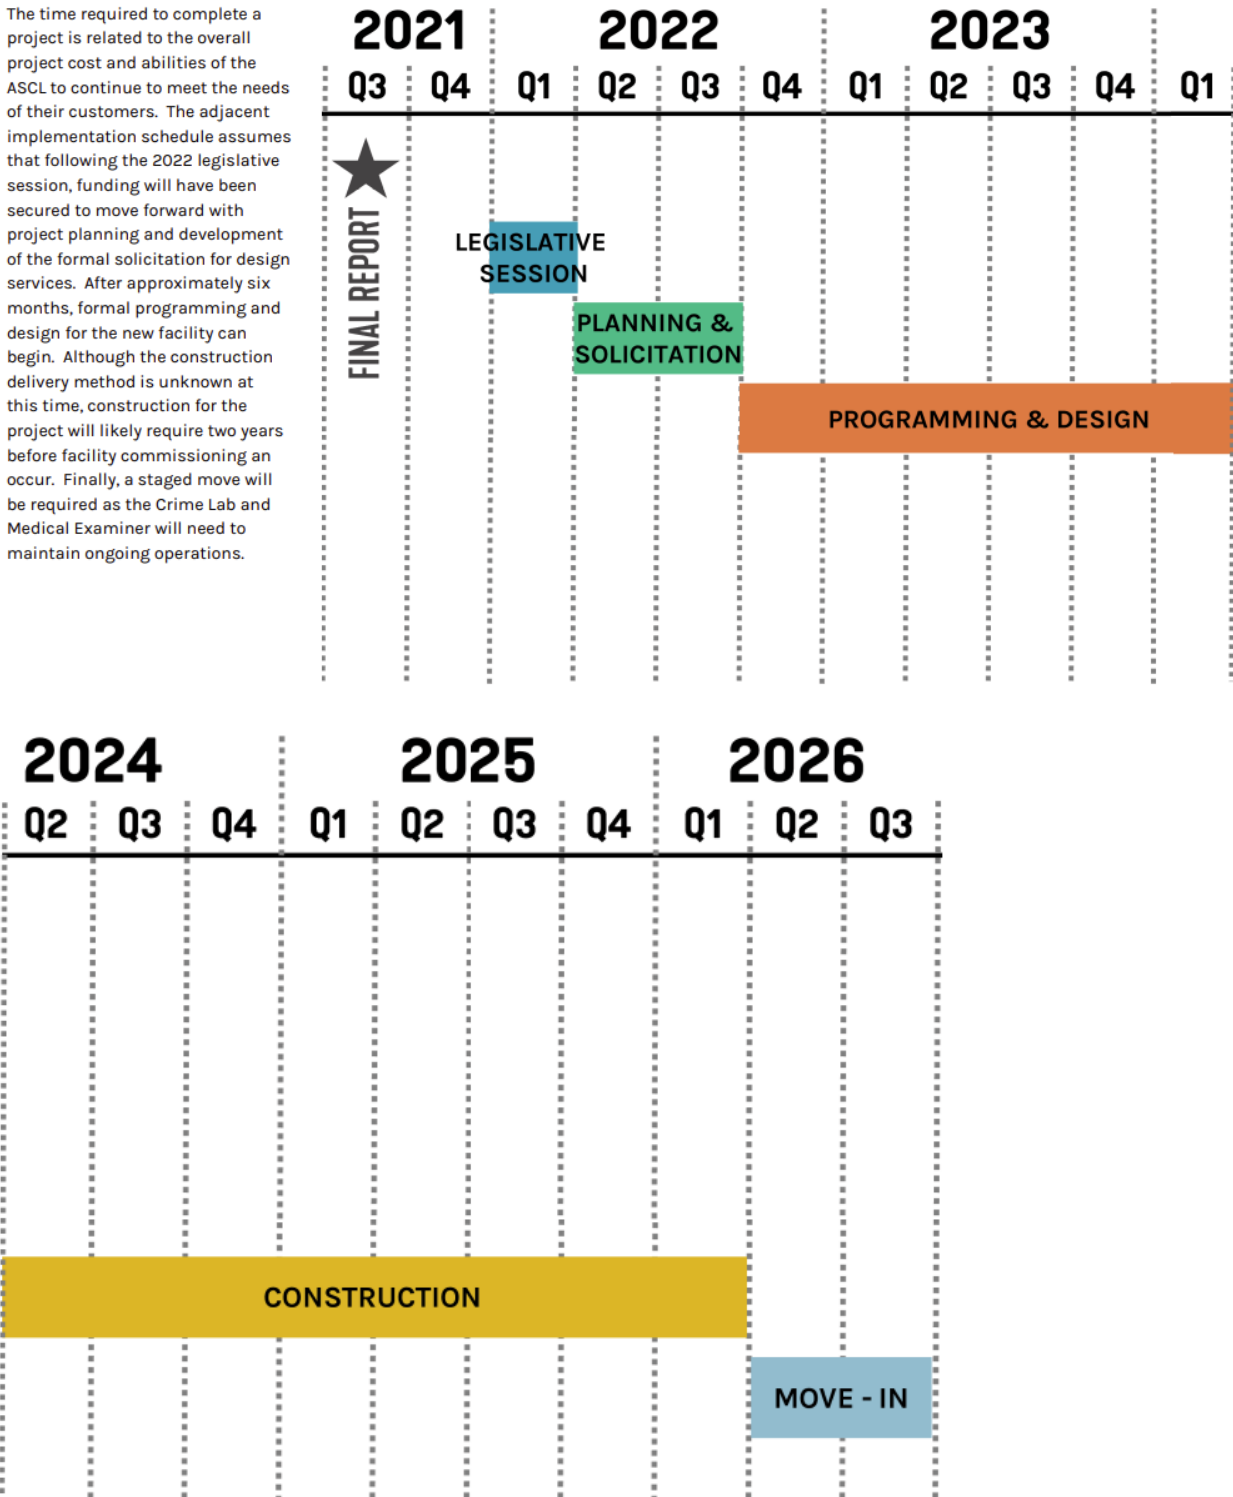 The time required to complete a
project is related to the overall
project cost and abilities of the
ASCL to continue to meet the needs
of their customers.  The adjacent
implementation schedule assumes
that following the 2022 legislative
session, funding will have been
secured to move forward with
project planning and development
of the formal solicitation for design
services.  After approximately six
months, formal programming and
design for the new facility can
begin.  Although the construction
delivery method is unknown at
this time, construction for the
project will likely require two years
before facility commissioning an
occur.  Finally, a staged move will
be required as the Crime Lab and
Medical Examiner will need to
maintain ongoing operations.
2021 2022 2023
Q3 Q4 Q1 Q2 Q3 Q4 Q1 Q2 Q3 Q4 Q1
FINAL REPORT
LEGISLATIVE
SESSION
PLANNING &
SOLICITATION
PROGRAMMING & DESIGN
2024 2025 2026
Q2 Q3 Q4 Q1 Q2 Q3 Q4 Q1 Q2 Q3
CONSTRUCTION
MOVE - IN